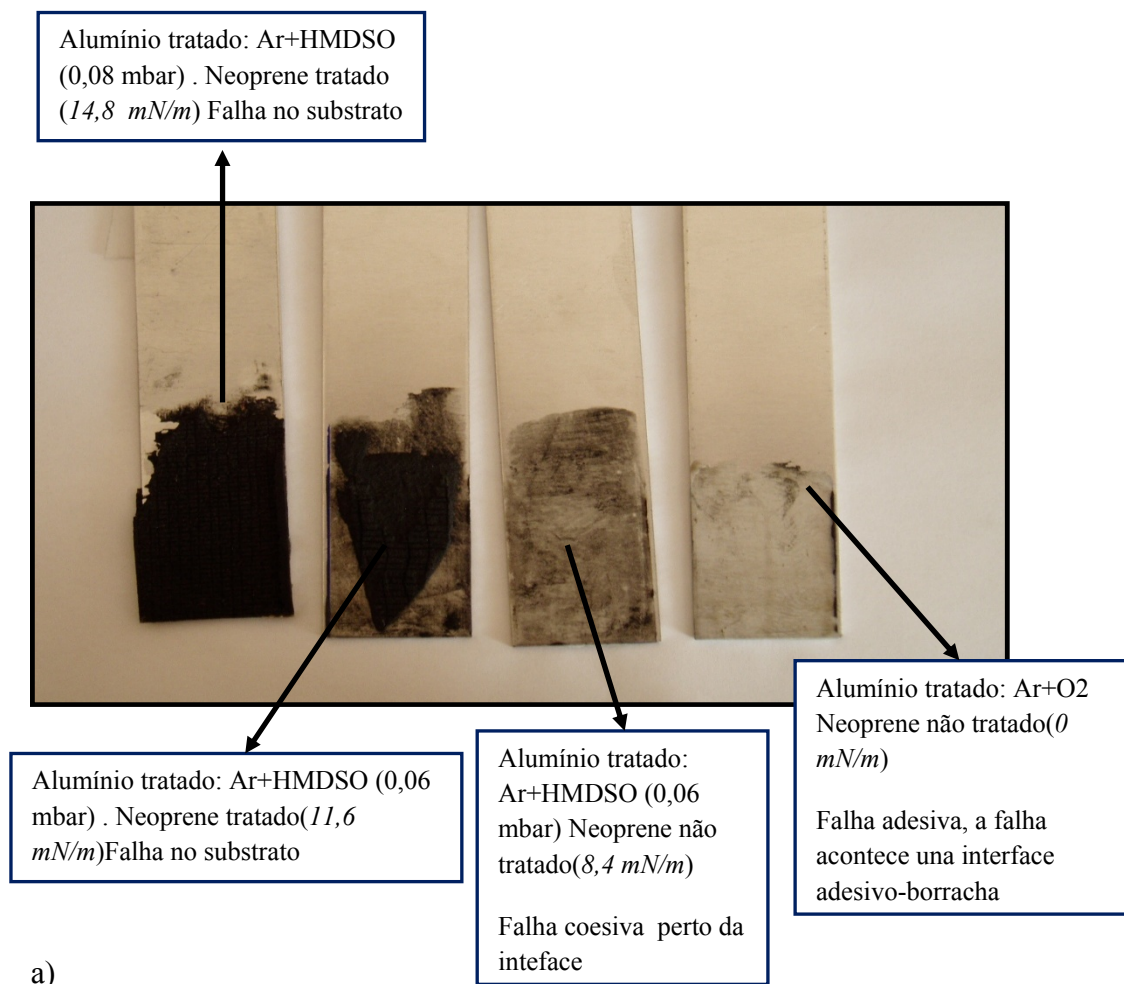 Alumínio tratado: Ar+HMDSO
(0,08 mbar) . Neoprene tratado
(14,8 mN/m) Falha no substrato
Alumínio tratado: Ar+HMDSO (0,06
mbar) . Neoprene tratado(11,6
mN/m)Falha no substrato
Alumínio tratado:
Ar+HMDSO (0,06
mbar) Neoprene não
tratado(8,4 mN/m)
Falha coesiva perto da
inteface
Alumínio tratado: Ar+O2
Neoprene não tratado(0
mN/m)
Falha adesiva, a falha
acontece una interface
adesivo-borracha
a)